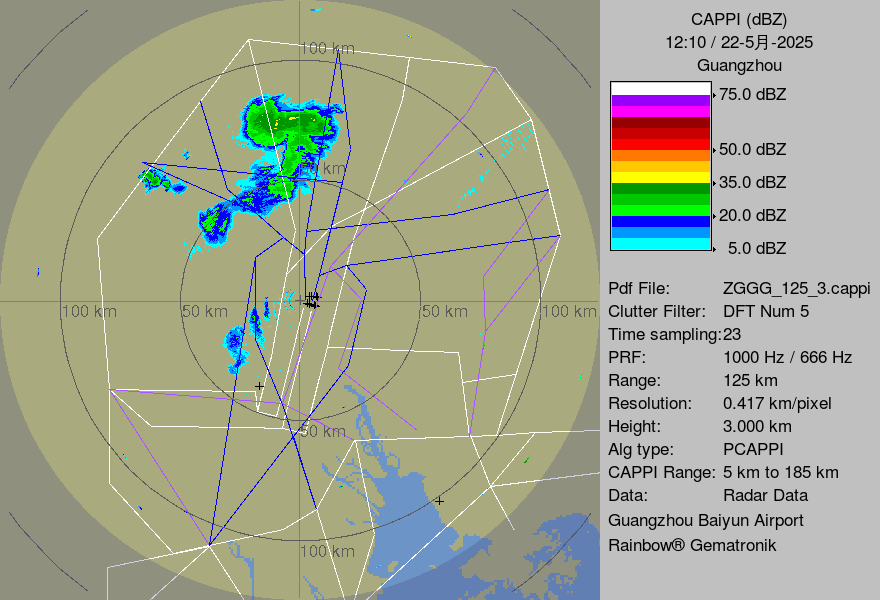 CAPPI (dBZ)
12:10 / 22-5月-2025
Guangzhou
75.0 dBZ
50.0 dBZ
35.0 dBZ
20.0 dBZ
5.0 dBZ
Pdf File: ZGGG_125_3.cappi
Clutter Filter: DFT Num 5
Time sampling:23
PRF: 1000 Hz / 666 Hz
Range: 125 km
Resolution: 0.417 km/pixel
Height: 3.000 km
Alg type: PCAPPI
CAPPI Range: 5 km to 185 km
Data: Radar Data
Guangzhou Baiyun Airport
Rainbow® Gematronik
100 km
km
100 km 50 km 50 km 100 km
50 km
100 km